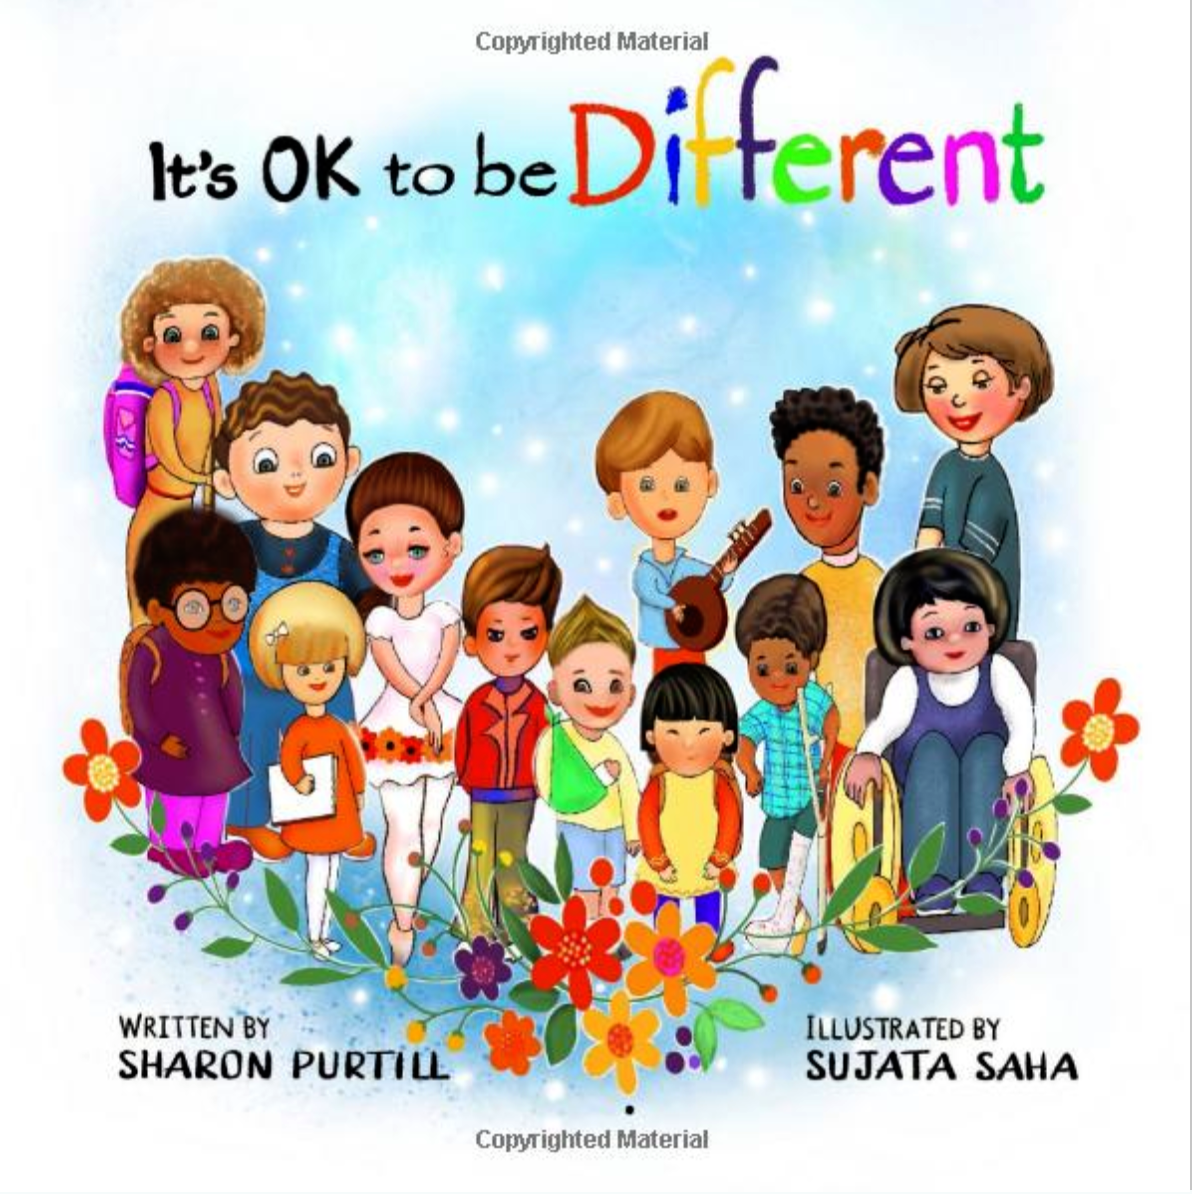 Copyrighted Material
It's OK to be Different
WRITTEN BY
SHARON PURTILL
ILLUSTRATED BY
SUJATA SAHA
Copyrighted Material